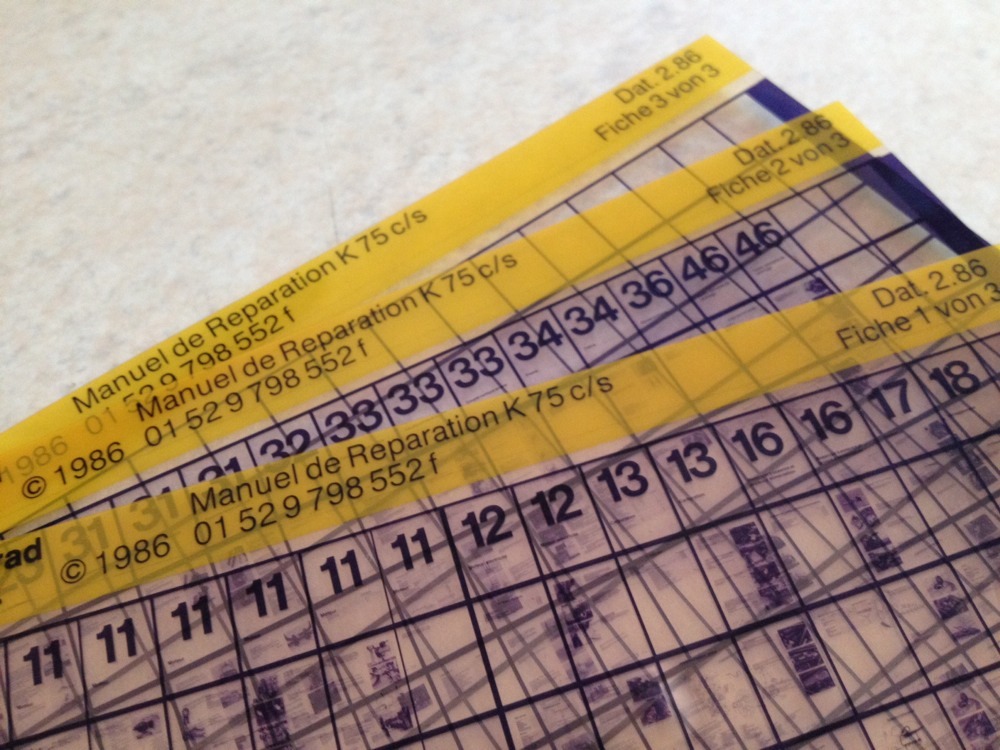 Dat. 2.86
Fiche 3 von 3
Manuel de Reparation K 75 c/s
01 52 9 798 552 f
1986
Dat. 2.86
Fiche 2 von 3
Manuel de Reparation K 75 c/s
© 1986 01 52 9 798 552 f
31 31 31 32 33 33 33 34 34 36 46 46
Dat. 2.86
Fiche 1 von 3
Manuel de Reparation K 75 c/s
rad © 1986 01 52 9 798 552 f
11 11 11 11 11 11 12 12 13 13 16 16 17 18